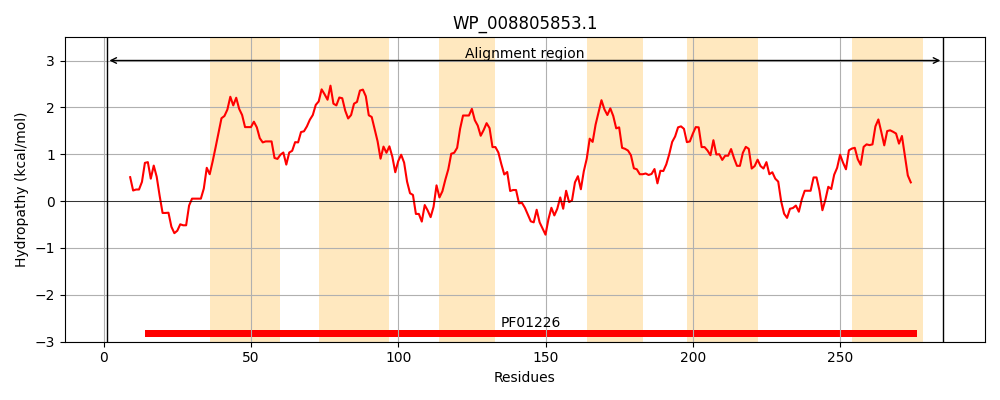 WP_008805853.1
Alignment region
3
2
1
0
−1
−2
−3
Hydropathy (kcal/mol)
PF01226
0 50 100 150 200 250
Residues